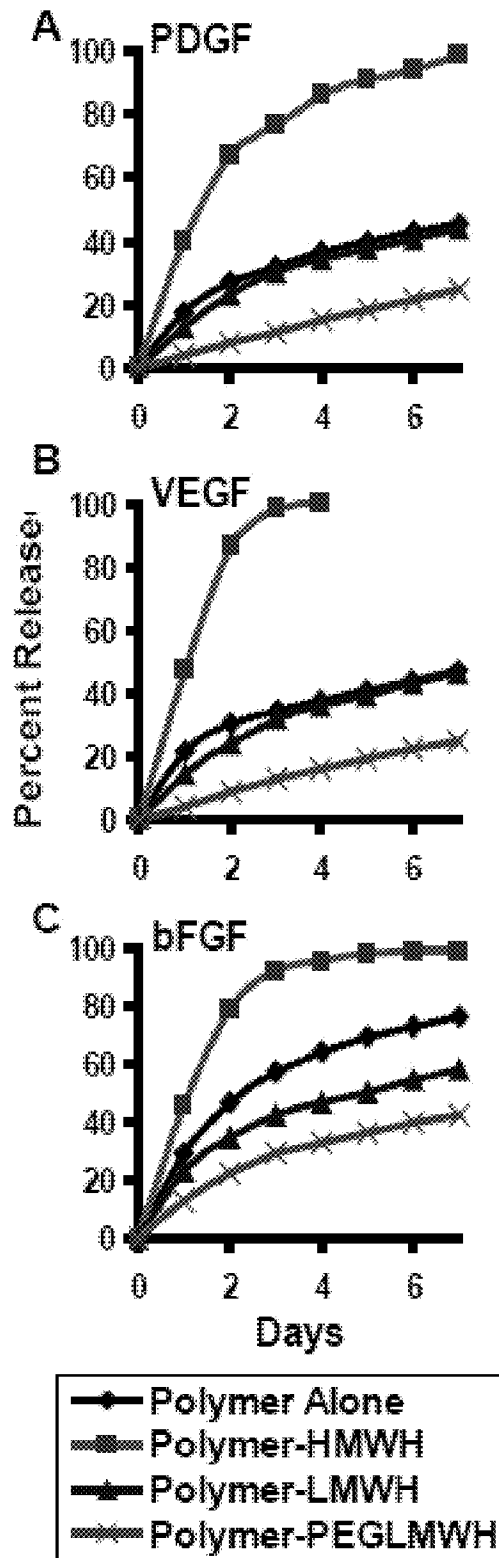 A PDGF
100
80
60
40
20
0
0 2 4 6
B VEGF
100
80
60
40
20
0
0 2 4 6
Percent Release
C bFGF
100
80
60
40
20
0
0 2 4 6
Days
Polymer Alone
Polymer-HMWH
Polymer-LMWH
Polymer-PEGLMWH